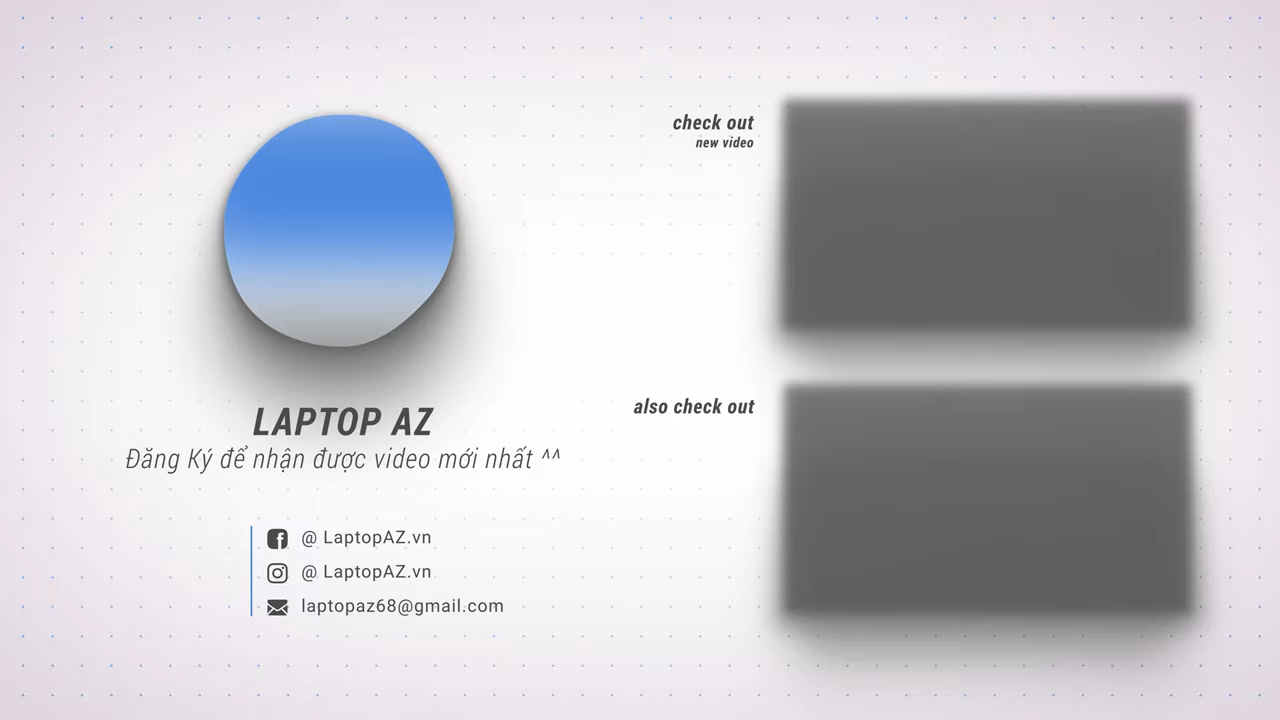 LAPTOP AZ
Đăng Ký để nhận được video mới nhất ^^
@ LaptopAZ.vn
@ LaptopAZ.vn
laptopaz68@gmail.com
check out
new video
also check out